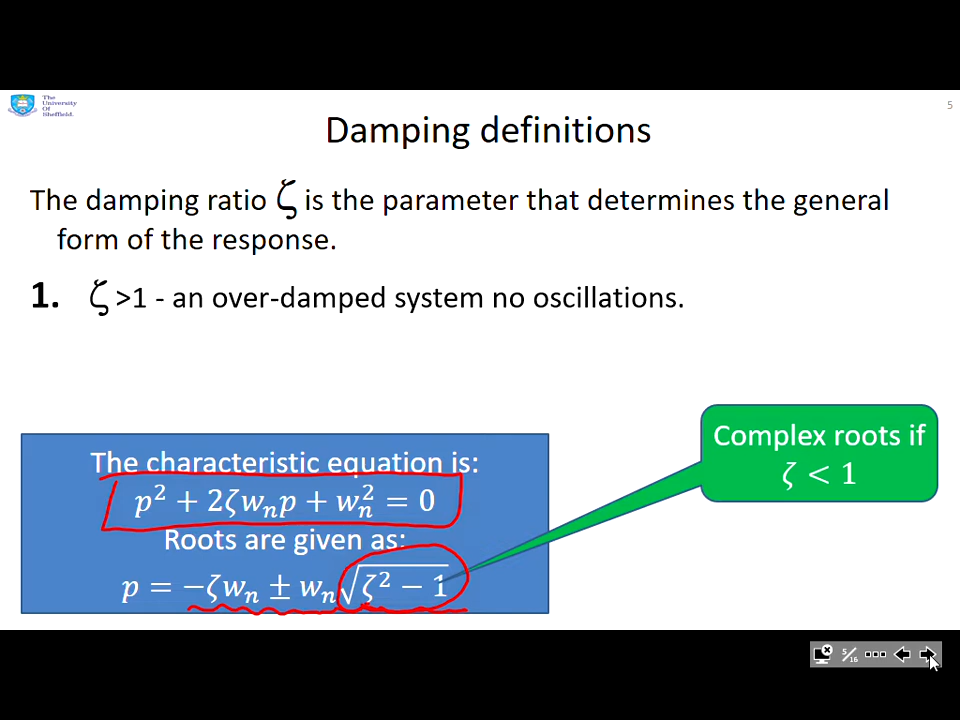 The
University
Of
Sheffield.
5
Damping definitions
The damping ratio ζ is the parameter that determines the general
form of the response.
1. ζ >1 - an over-damped system no oscillations.
Complex roots if
ζ < 1
The characteristic equation is:
p² + 2ζwₙp + wₙ² = 0
Roots are given as:
p = −ζwₙ ± wₙ√(ζ² − 1)
5/16